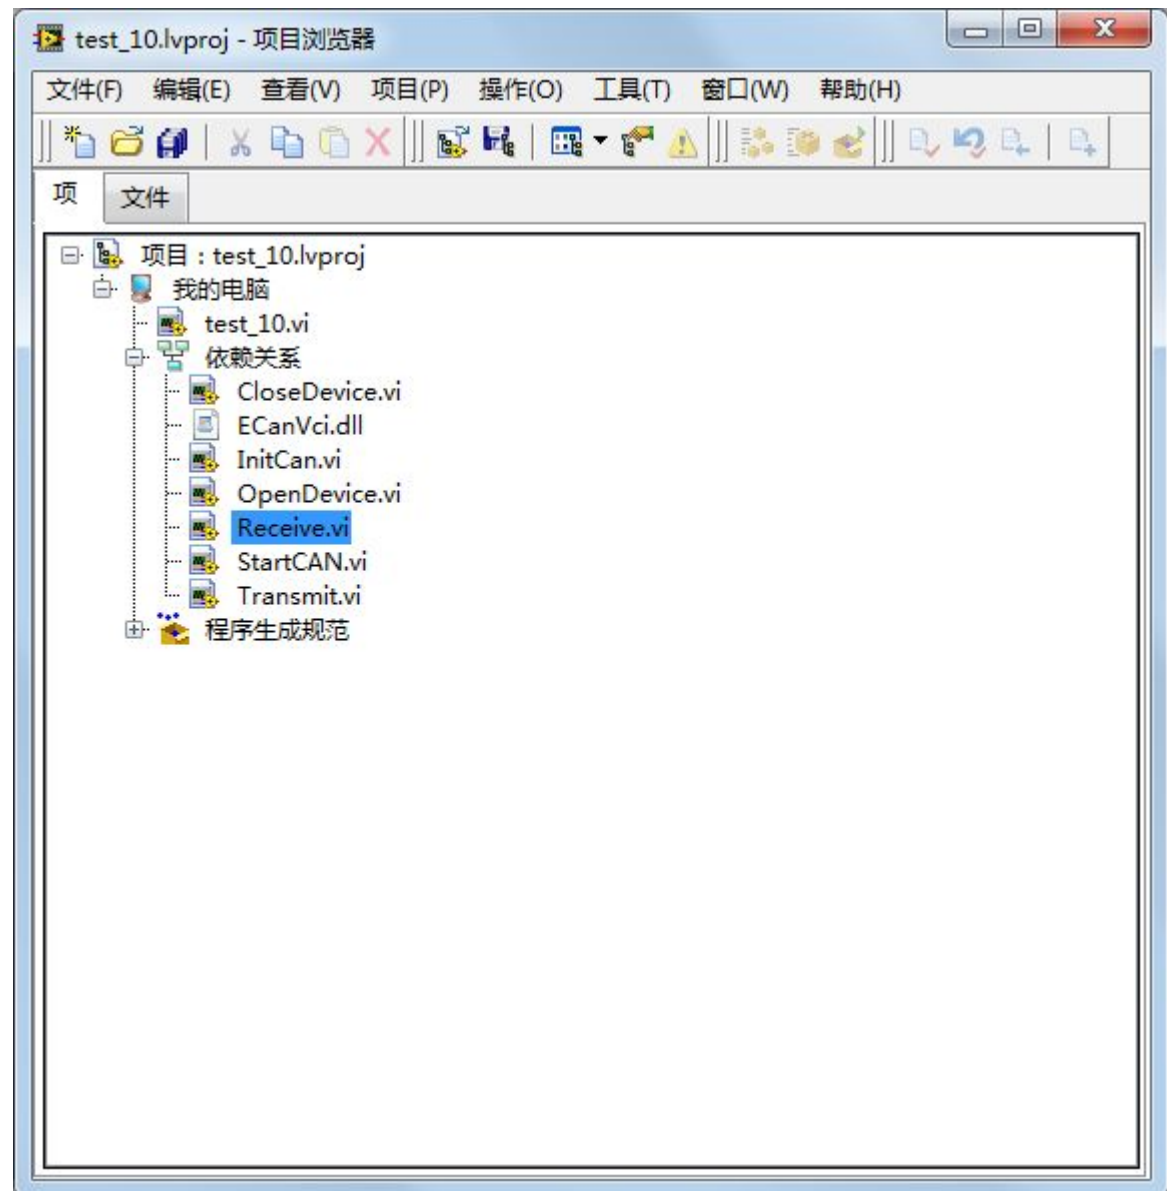 test_10.lvproj - 项目浏览器
文件(F) 编辑(E) 查看(V) 项目(P) 操作(O) 工具(T) 窗口(W) 帮助(H)
项 文件
项目 : test_10.lvproj
我的电脑
test_10.vi
依赖关系
CloseDevice.vi
ECanVci.dll
InitCan.vi
OpenDevice.vi
Receive.vi
StartCAN.vi
Transmit.vi
程序生成规范